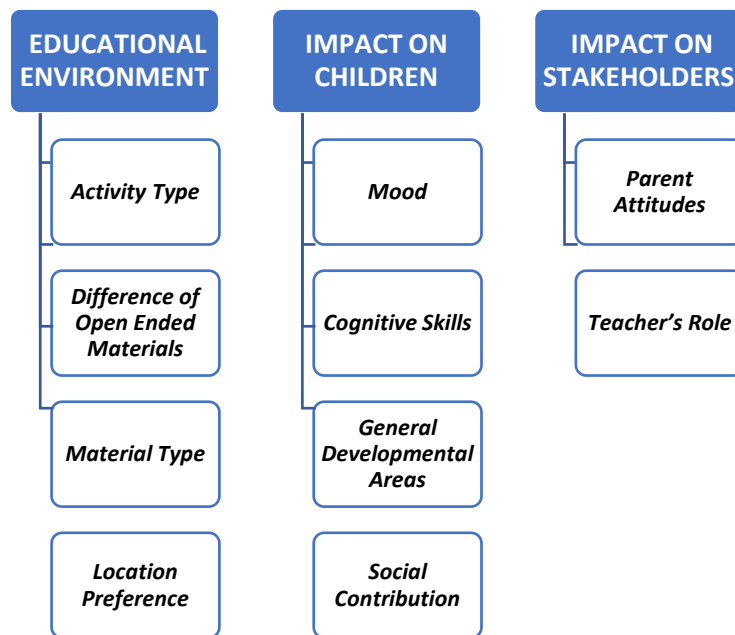 EDUCATIONAL
ENVIRONMENT
Activity Type
Difference of
Open Ended
Materials
Material Type
Location
Preference
IMPACT ON
CHILDREN
Mood
Cognitive Skills
General
Developmental
Areas
Social
Contribution
IMPACT ON
STAKEHOLDERS
Parent
Attitudes
Teacher’s Role